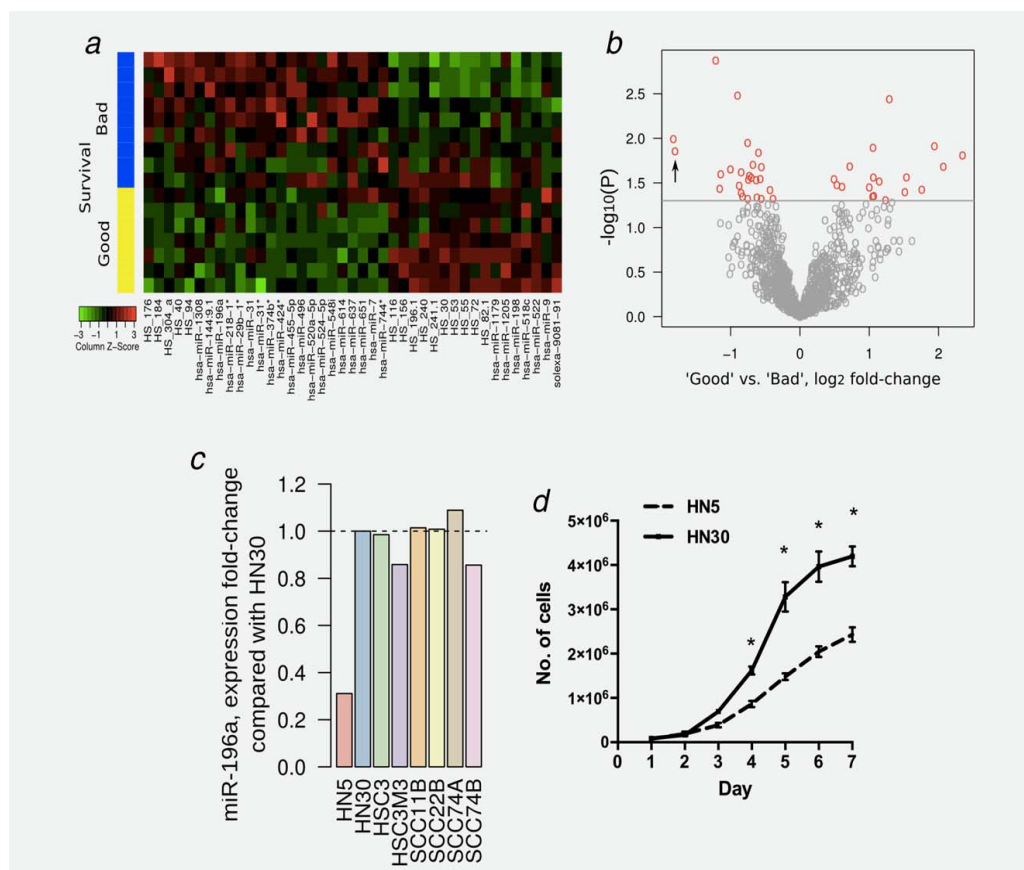 a
Survival
Bad
Good
−3 −1 1 3
Column Z−Score
HS_176
HS_184
HS_304_a
HS_40
HS_94
hsa−miR−1308
hsa−miR−144:9.1
hsa−miR−196a
hsa−miR−218−1*
hsa−miR−29b−1*
hsa−miR−31
hsa−miR−31*
hsa−miR−374b*
hsa−miR−424*
hsa−miR−455−5p
hsa−miR−496
hsa−miR−520a−5p
hsa−miR−524−5p
hsa−miR−548i
hsa−miR−614
hsa−miR−637
hsa−miR−651
hsa−miR−7
hsa−miR−744*
HS_116
HS_156
HS_196.1
HS_240
HS_241.1
HS_30
HS_53
HS_55
HS_72
HS_82.1
hsa−miR−1179
hsa−miR−1205
hsa−miR−198
hsa−miR−518c
hsa−miR−522
hsa−miR−9
solexa−9081−91
b
-log10(P)
2.5
2.0
1.5
1.0
0.5
0.0
−1 0 1 2
'Good' vs. 'Bad', log2 fold-change
c
miR-196a, expression fold-change
compared with HN30
1.2
1.0
0.8
0.6
0.4
0.2
0.0
HN5
HN30
HSC3
HSC3M3
SCC11B
SCC22B
SCC74A
SCC74B
d
HN5
HN30
No. of cells
5×10⁶
4×10⁶
3×10⁶
2×10⁶
1×10⁶
0
* * * *
0 1 2 3 4 5 6 7
Day